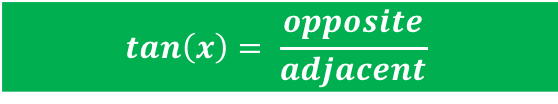 tan(x) = opposite / adjacent